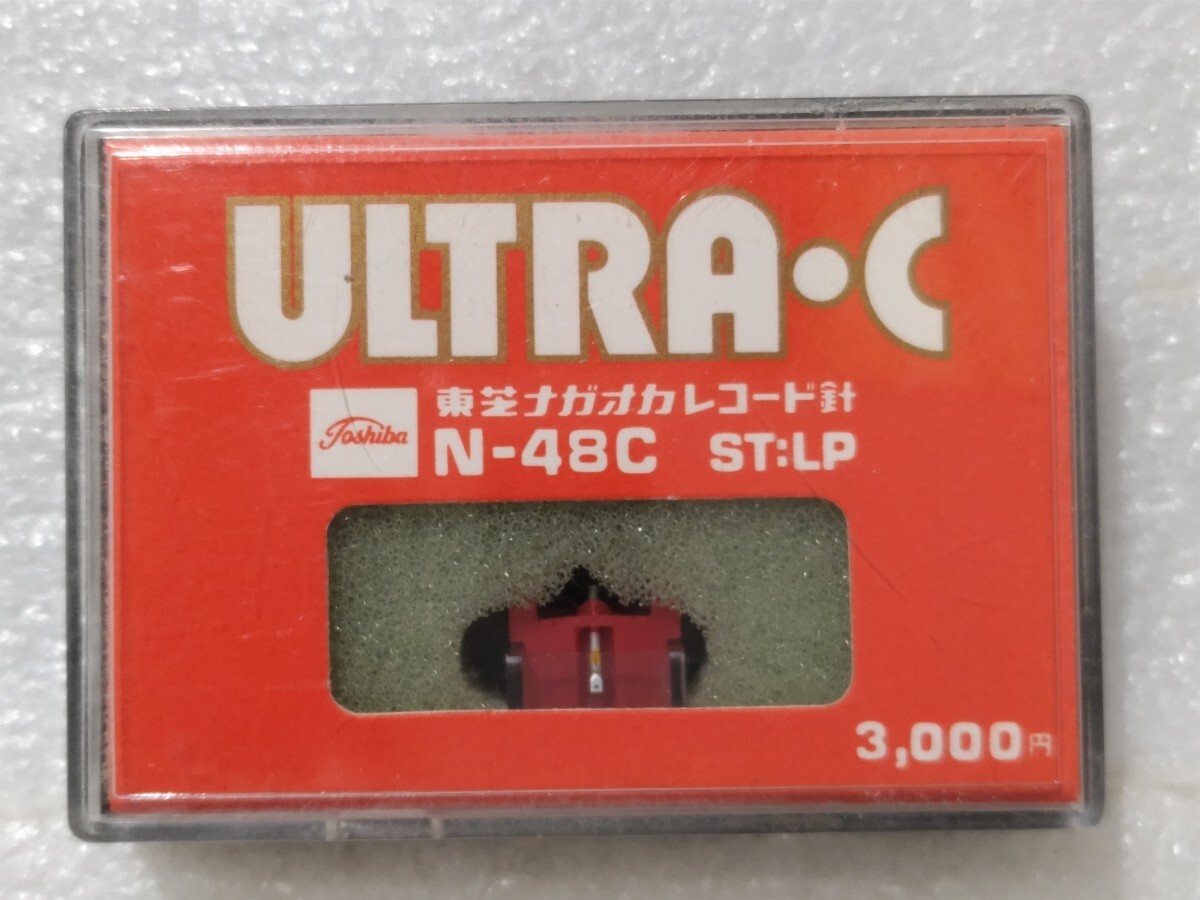 ULTRA・C
東芝ナガオカレコード針
Toshiba
N-48C ST:LP
3,000円